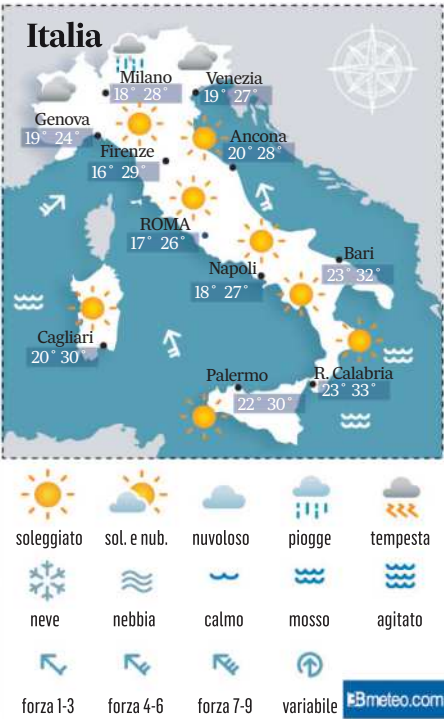 Italia
Milano
18° 28°
Venezia
19° 27°
Genova
19° 24°
Ancona
20° 28°
Firenze
16° 29°
ROMA
17° 26°
Bari
23° 32°
Napoli
18° 27°
Cagliari
20° 30°
Palermo
22° 30°
R. Calabria
23° 33°
soleggiato sol. e nub. nuvoloso piogge tempesta
neve nebbia calmo mosso agitato
forza 1-3 forza 4-6 forza 7-9 variabile
3Bmeteo.com